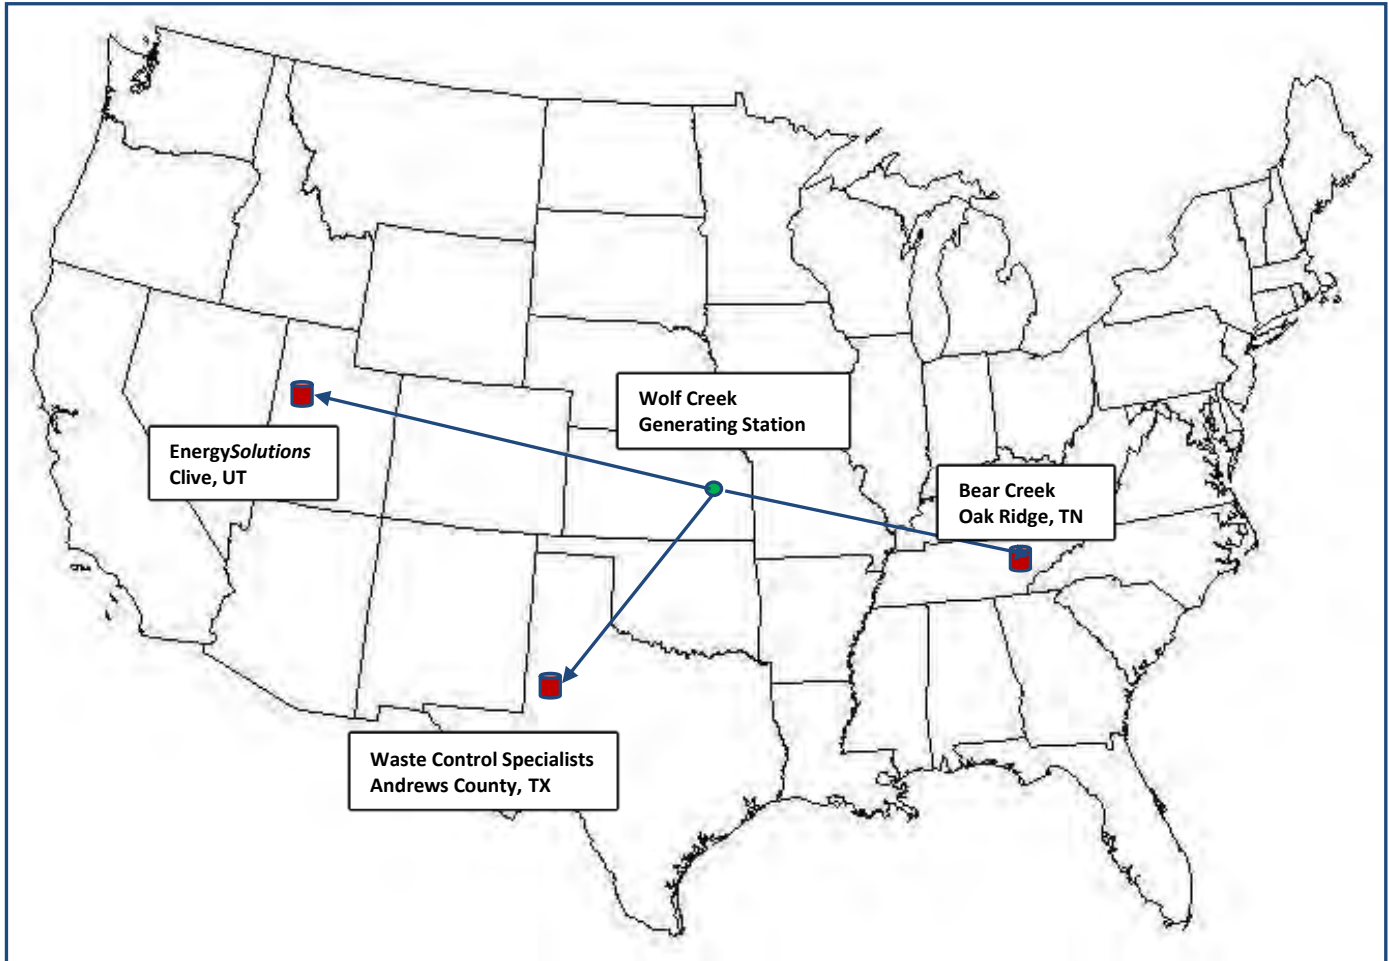 Wolf Creek
Generating Station
EnergySolutions
Clive, UT
Bear Creek
Oak Ridge, TN
Waste Control Specialists
Andrews County, TX